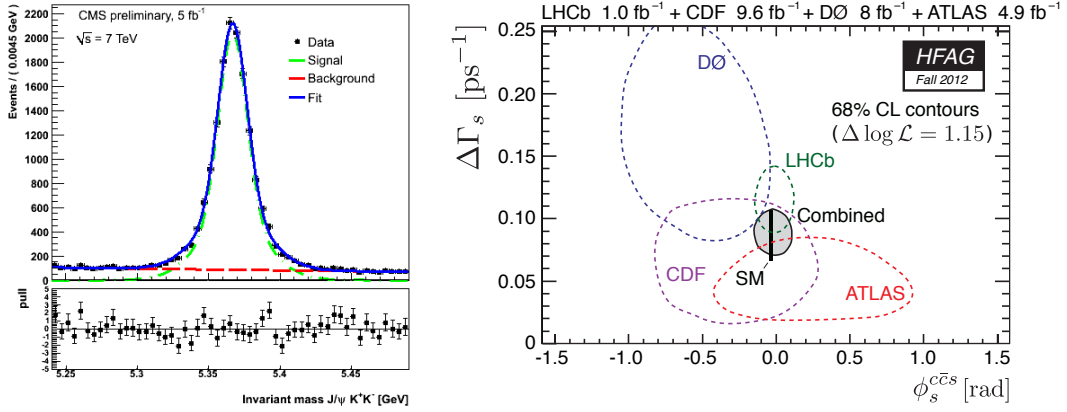 CMS preliminary, 5 fb⁻¹
√s = 7 TeV
Data
Signal
Background
Fit
Events / ( 0.0045 GeV )
2200
2000
1800
1600
1400
1200
1000
800
600
400
200
0
pull
5
4
3
2
1
0
-1
-2
-3
-4
-5
5.25
5.3
5.35
5.4
5.45
Invariant mass J/ψ K⁺K⁻ [GeV]
LHCb 1.0 fb⁻¹ + CDF 9.6 fb⁻¹ + DØ 8 fb⁻¹ + ATLAS 4.9 fb⁻¹
ΔΓₛ [ps⁻¹]
0.25
0.20
0.15
0.10
0.05
0
HFAG
Fall 2012
68% CL contours
(Δ log ℒ = 1.15)
DØ
LHCb
Combined
CDF
SM
ATLAS
-1.5
-1.0
-0.5
0.0
0.5
1.0
1.5
ϕₛᶜᶜ̄ˢ [rad]